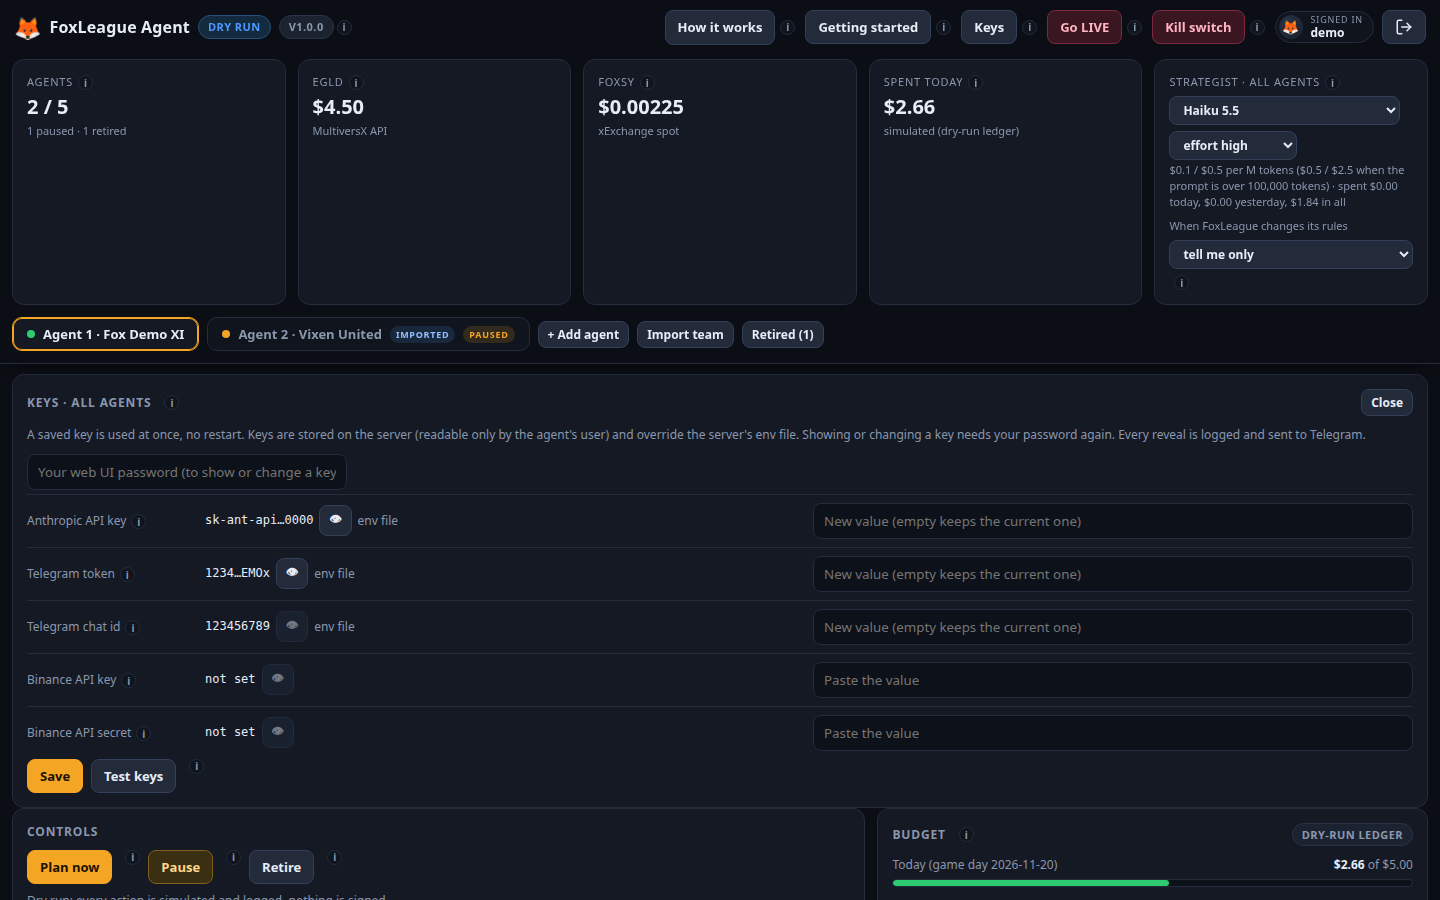 FoxLeague Agent DRY RUN V1.0.0 i How it works i Getting started i Keys i Go LIVE i Kill switch i SIGNED IN demo
AGENTS i
2 / 5
1 paused · 1 retired
EGLD i
$4.50
MultiversX API
FOXSY i
$0.00225
xExchange spot
SPENT TODAY i
$2.66
simulated (dry-run ledger)
STRATEGIST · ALL AGENTS i
Haiku 5.5
effort high
$0.1 / $0.5 per M tokens ($0.5 / $2.5 when the
prompt is over 100,000 tokens) · spent $0.00
today, $0.00 yesterday, $1.84 in all
When FoxLeague changes its rules
tell me only
i
Agent 1 · Fox Demo XI Agent 2 · Vixen United IMPORTED PAUSED + Add agent Import team Retired (1)
KEYS · ALL AGENTS i Close
A saved key is used at once, no restart. Keys are stored on the server (readable only by the agent's user) and override the server's env file. Showing or changing a key needs your password again. Every reveal is logged and sent to Telegram.
Your web UI password (to show or change a key
Anthropic API key i sk-ant-api…0000 env file New value (empty keeps the current one)
Telegram token i 1234…EMOx env file New value (empty keeps the current one)
Telegram chat id i 123456789 env file New value (empty keeps the current one)
Binance API key i not set Paste the value
Binance API secret i not set Paste the value
Save Test keys i
CONTROLS
Plan now i Pause i Retire i
Dry run: every action is simulated and logged, nothing is signed
BUDGET i DRY-RUN LEDGER
Today (game day 2026-11-20) $2.66 of $5.00